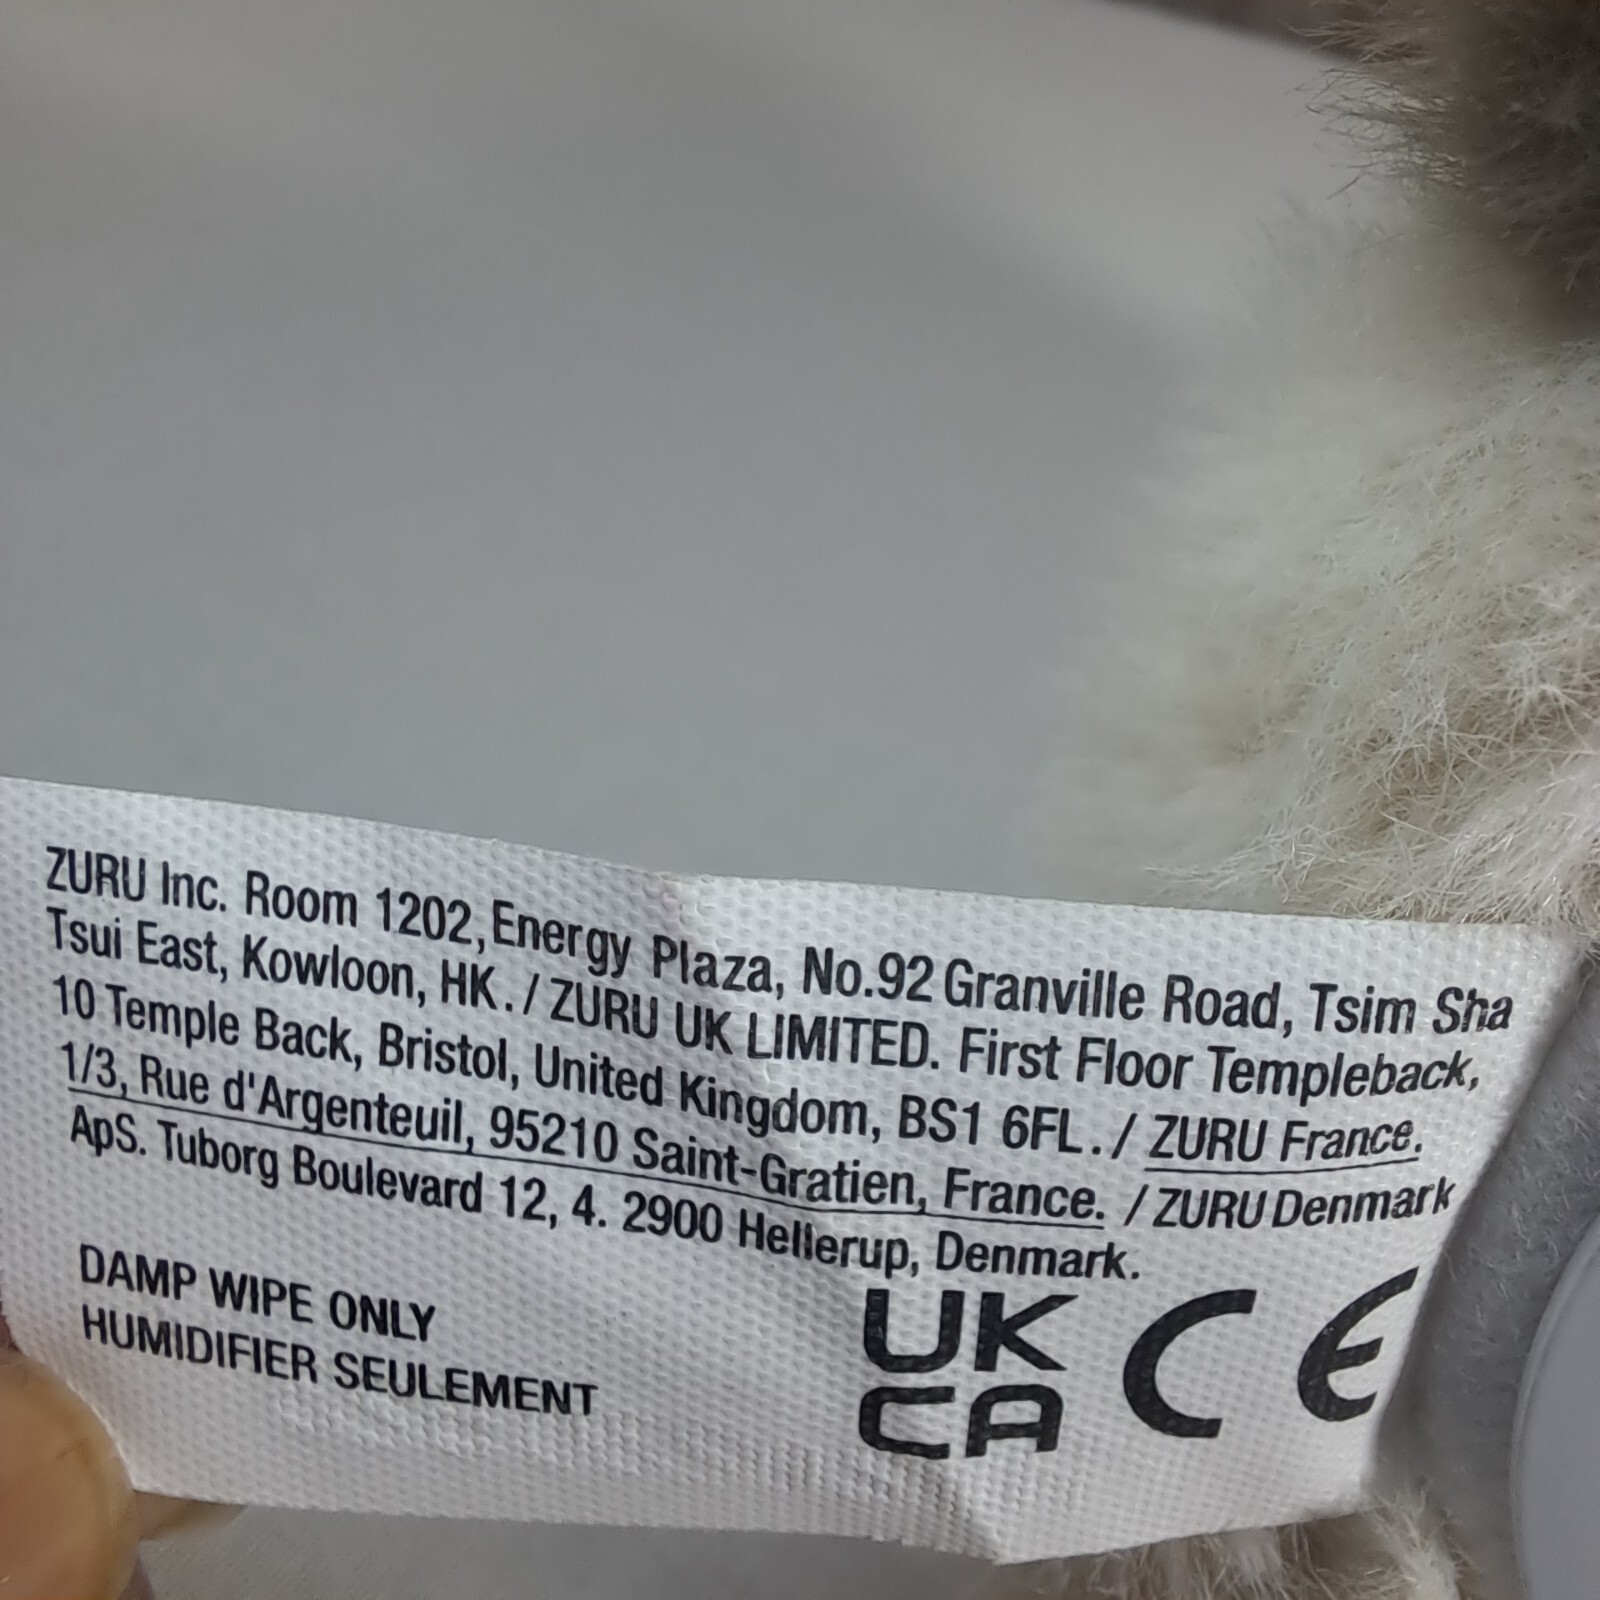 ZURU Inc. Room 1202, Energy Plaza, No.92 Granville Road, Tsim Sha
Tsui East, Kowloon, HK. / ZURU UK LIMITED. First Floor Templeback,
10 Temple Back, Bristol, United Kingdom, BS1 6FL. / ZURU France.
1/3, Rue d'Argenteuil, 95210 Saint-Gratien, France. / ZURU Denmark
ApS. Tuborg Boulevard 12, 4. 2900 Hellerup, Denmark.
DAMP WIPE ONLY
HUMIDIFIER SEULEMENT
UK
CA
CE